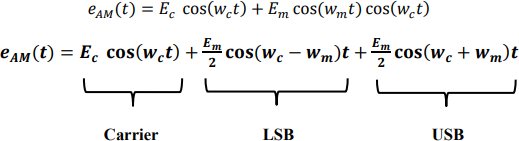 e_AM(t) = E_c cos(w_c t) + E_m cos(w_m t) cos(w_c t)
e_AM(t) = E_c cos(w_c t) + E_m/2 cos(w_c − w_m)t + E_m/2 cos(w_c + w_m)t
Carrier LSB USB